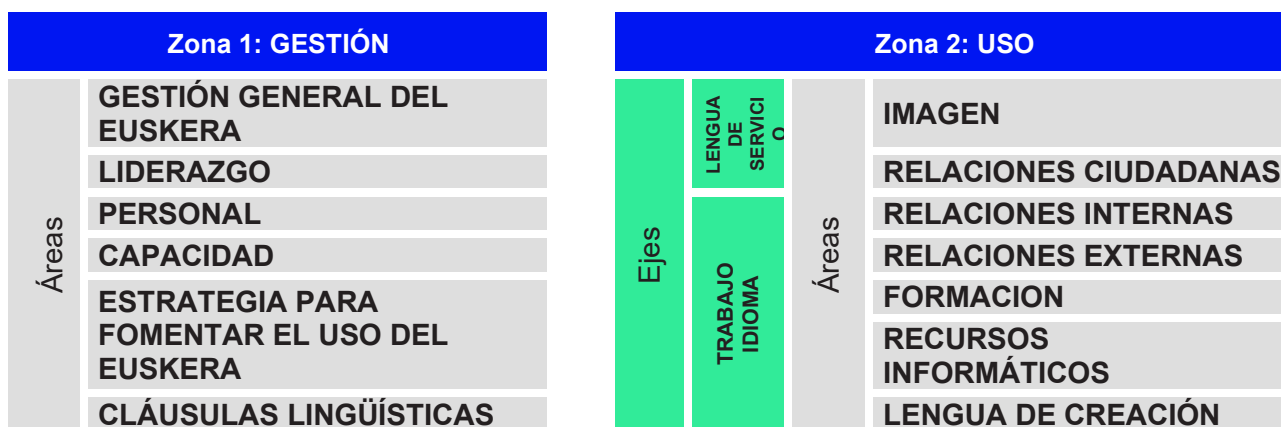 Zona 1: GESTIÓN
Áreas
GESTIÓN GENERAL DEL
EUSKERA
LIDERAZGO
PERSONAL
CAPACIDAD
ESTRATEGIA PARA
FOMENTAR EL USO DEL
EUSKERA
CLÁUSULAS LINGÜÍSTICAS
Zona 2: USO
Ejes
LENGUA
DE
SERVICI
O
TRABAJO
IDIOMA
Áreas
IMAGEN
RELACIONES CIUDADANAS
RELACIONES INTERNAS
RELACIONES EXTERNAS
FORMACION
RECURSOS
INFORMÁTICOS
LENGUA DE CREACIÓN